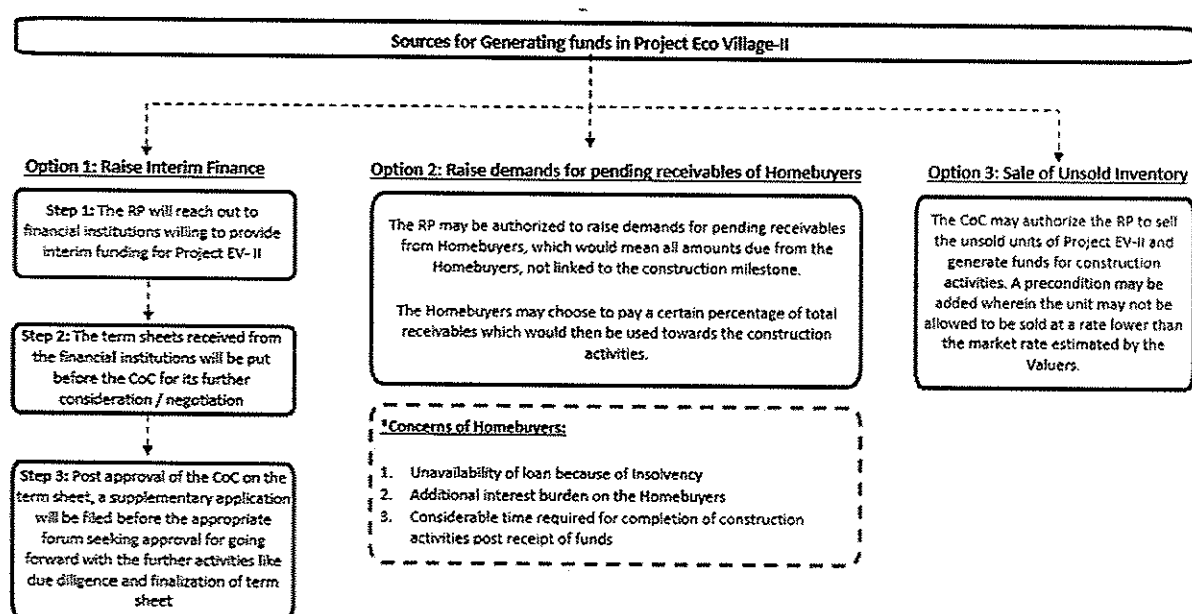 Sources for Generating funds in Project Eco Village-II
Option 1: Raise Interim Finance
Step 1: The RP will reach out to
financial institutions willing to provide
interim funding for Project EV- II
Step 2: The term sheets received from
the financial institutions will be put
before the CoC for its further
consideration / negotiation
Step 3: Post approval of the CoC on the
term sheet, a supplementary application
will be filed before the appropriate
forum seeking approval for going
forward with the further activities like
due diligence and finalization of term
sheet
Option 2: Raise demands for pending receivables of Homebuyers
The RP may be authorized to raise demands for pending receivables
from Homebuyers, which would mean all amounts due from the
Homebuyers, not linked to the construction milestone.
The Homebuyers may choose to pay a certain percentage of total
receivables which would then be used towards the construction
activities.
*Concerns of Homebuyers:
1. Unavailability of loan because of Insolvency
2. Additional interest burden on the Homebuyers
3. Considerable time required for completion of construction
activities post receipt of funds
Option 3: Sale of Unsold Inventory
The CoC may authorize the RP to sell
the unsold units of Project EV-II and
generate funds for construction
activities. A precondition may be
added wherein the unit may not be
allowed to be sold at a rate lower than
the market rate estimated by the
Valuers.